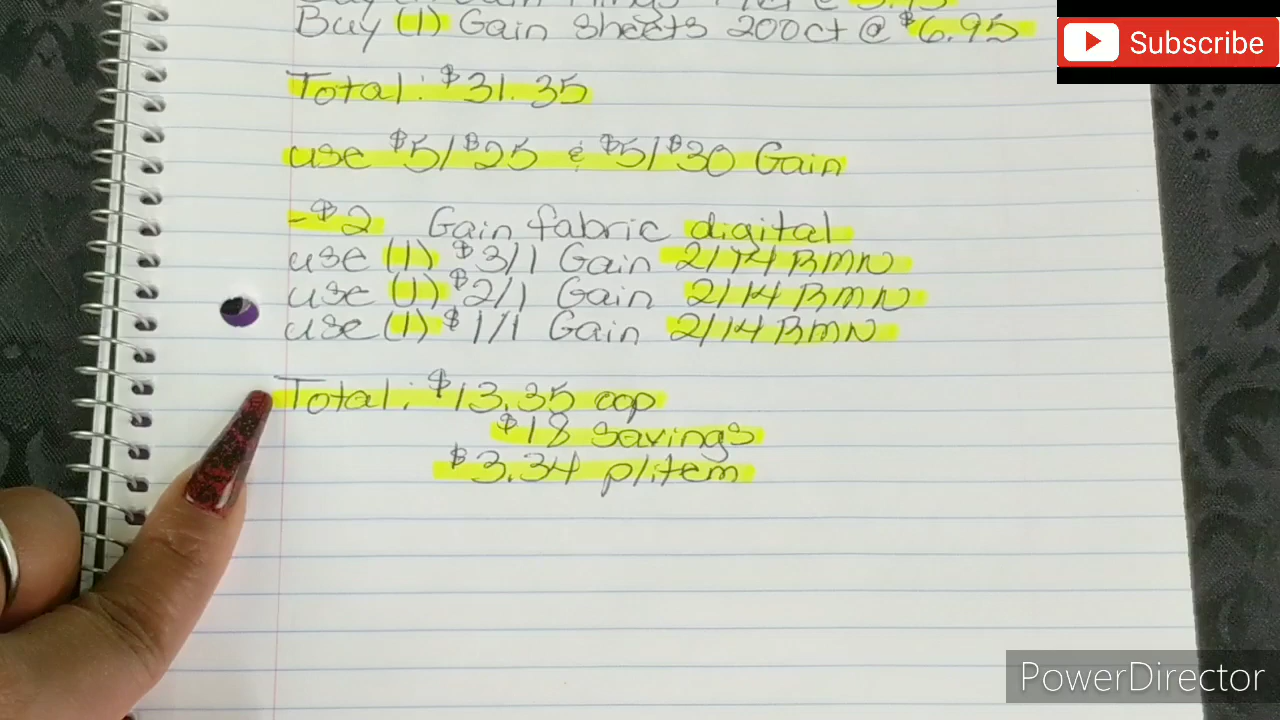 Buy (1) Gain Sheets 200ct @ $6.95
Subscribe
Total: $31.35
use $5/$25 & $5/$30 Gain
-$2 Gain fabric digital
use (1) $3/1 Gain 2/14 RMN
use (1) $2/1 Gain 2/14 RMN
use (1) $1/1 Gain 2/14 RMN
Total: $13.35 oop
$18 savings
$3.34 p/item
PowerDirector